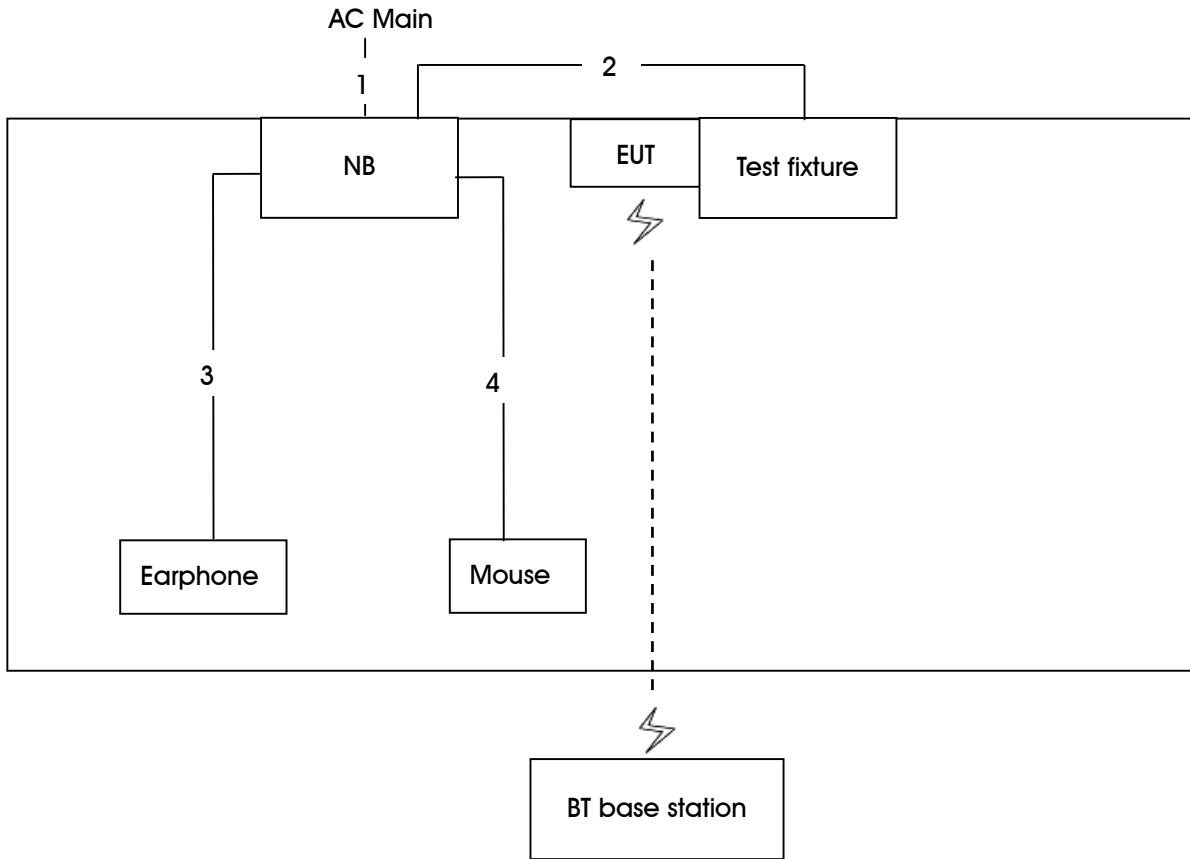 AC Main
1
2
NB
EUT
Test fixture
3
4
Earphone
Mouse
BT base station